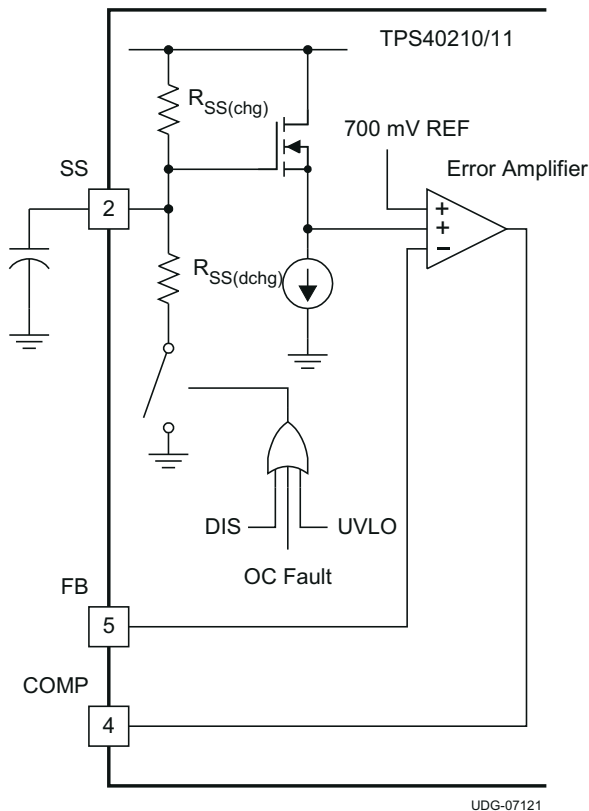 TPS40210/11
RSS(chg)
700 mV REF
SS
Error Amplifier
2
+
+
−
RSS(dchg)
DIS
UVLO
OC Fault
FB
5
COMP
4
UDG-07121